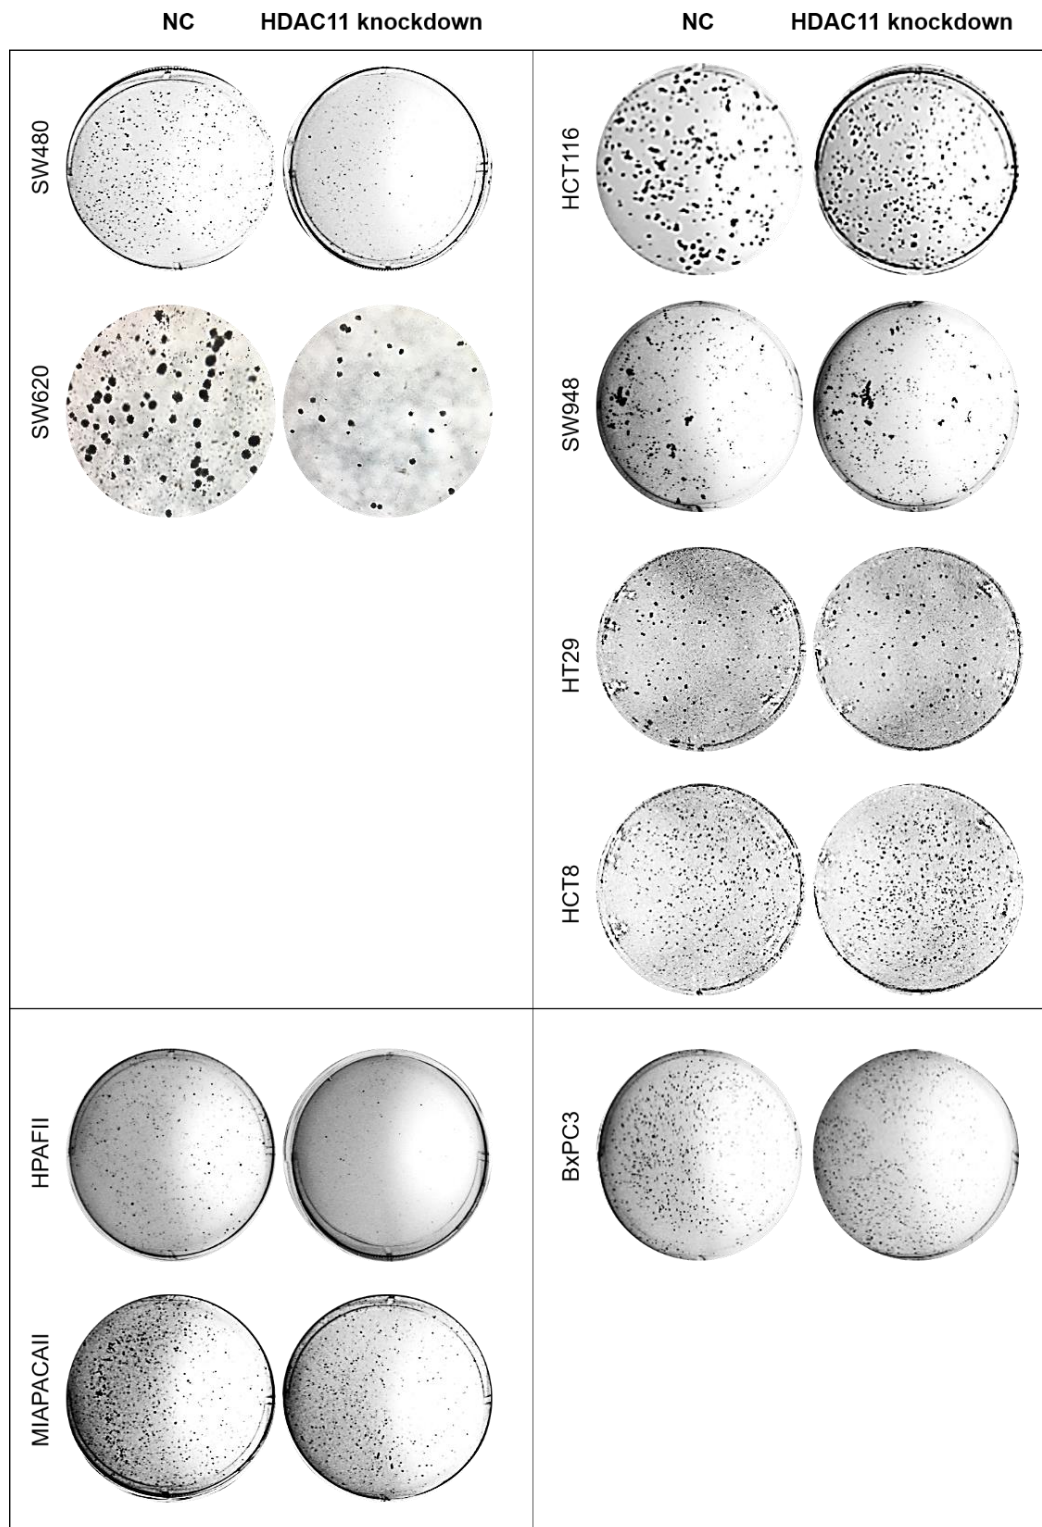 NC HDAC11 knockdown NC HDAC11 knockdown
SW480
SW620
HCT116
SW948
HT29
HCT8
HPAFII
MIAPACAII
BxPC3